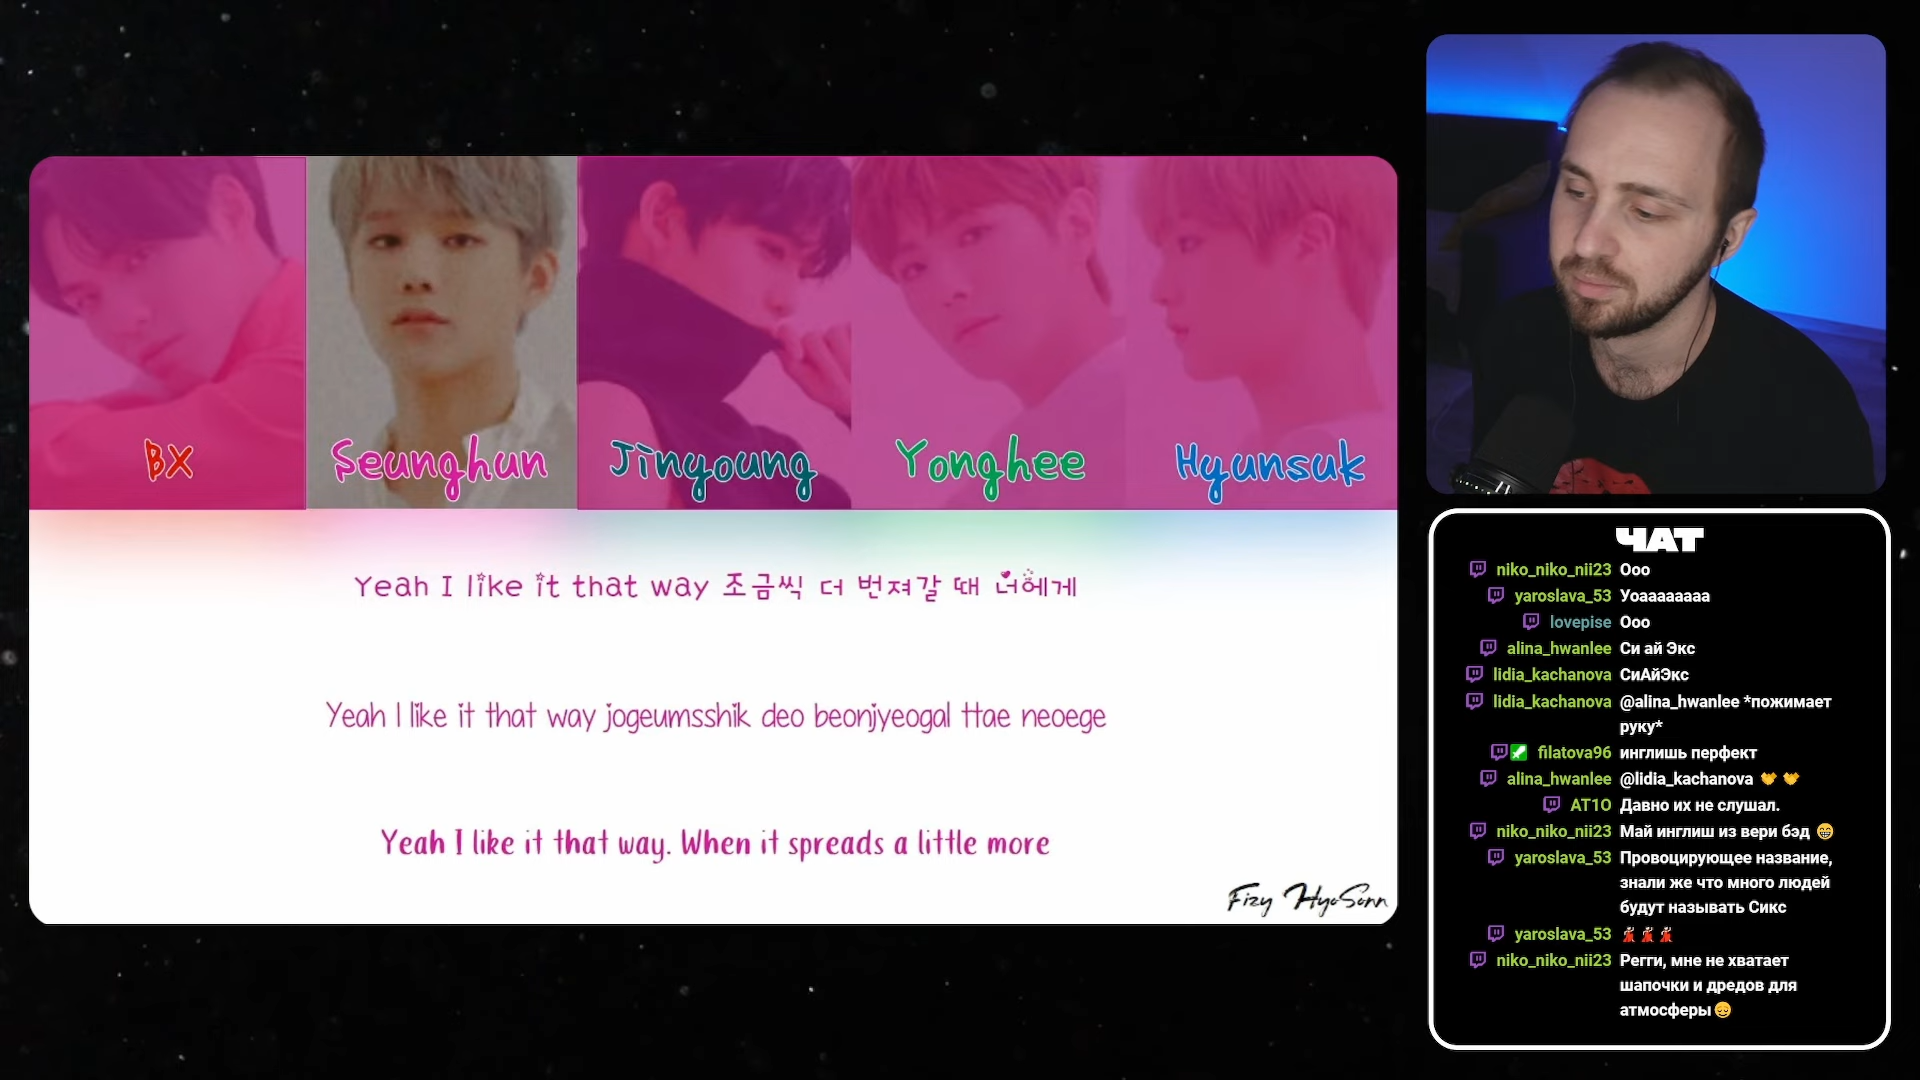 BX
Seunghun
Jinyoung
Yonghee
Hyunsuk
Yeah I like it that way 조금씩 더 번져갈 때 너에게
Yeah I like it that way jogeumsshik deo beonjyeogal ttae neoege
Yeah I like it that way. When it spreads a little more
Fizy HyoSonn
ЧАТ
niko_niko_nii23 Ооо
yaroslava_53 Уоаааааааа
lovepise Ооо
alina_hwanlee Си ай Экс
lidia_kachanova СиАйЭкс
lidia_kachanova @alina_hwanlee *пожимает
руку*
filatova96 инглишь перфект
alina_hwanlee @lidia_kachanova
AT1O Давно их не слушал.
niko_niko_nii23 Май инглиш из вери бэд
yaroslava_53 Провоцирующее название,
знали же что много людей
будут называть Сикс
yaroslava_53
niko_niko_nii23 Регги, мне не хватает
шапочки и дредов для
атмосферы